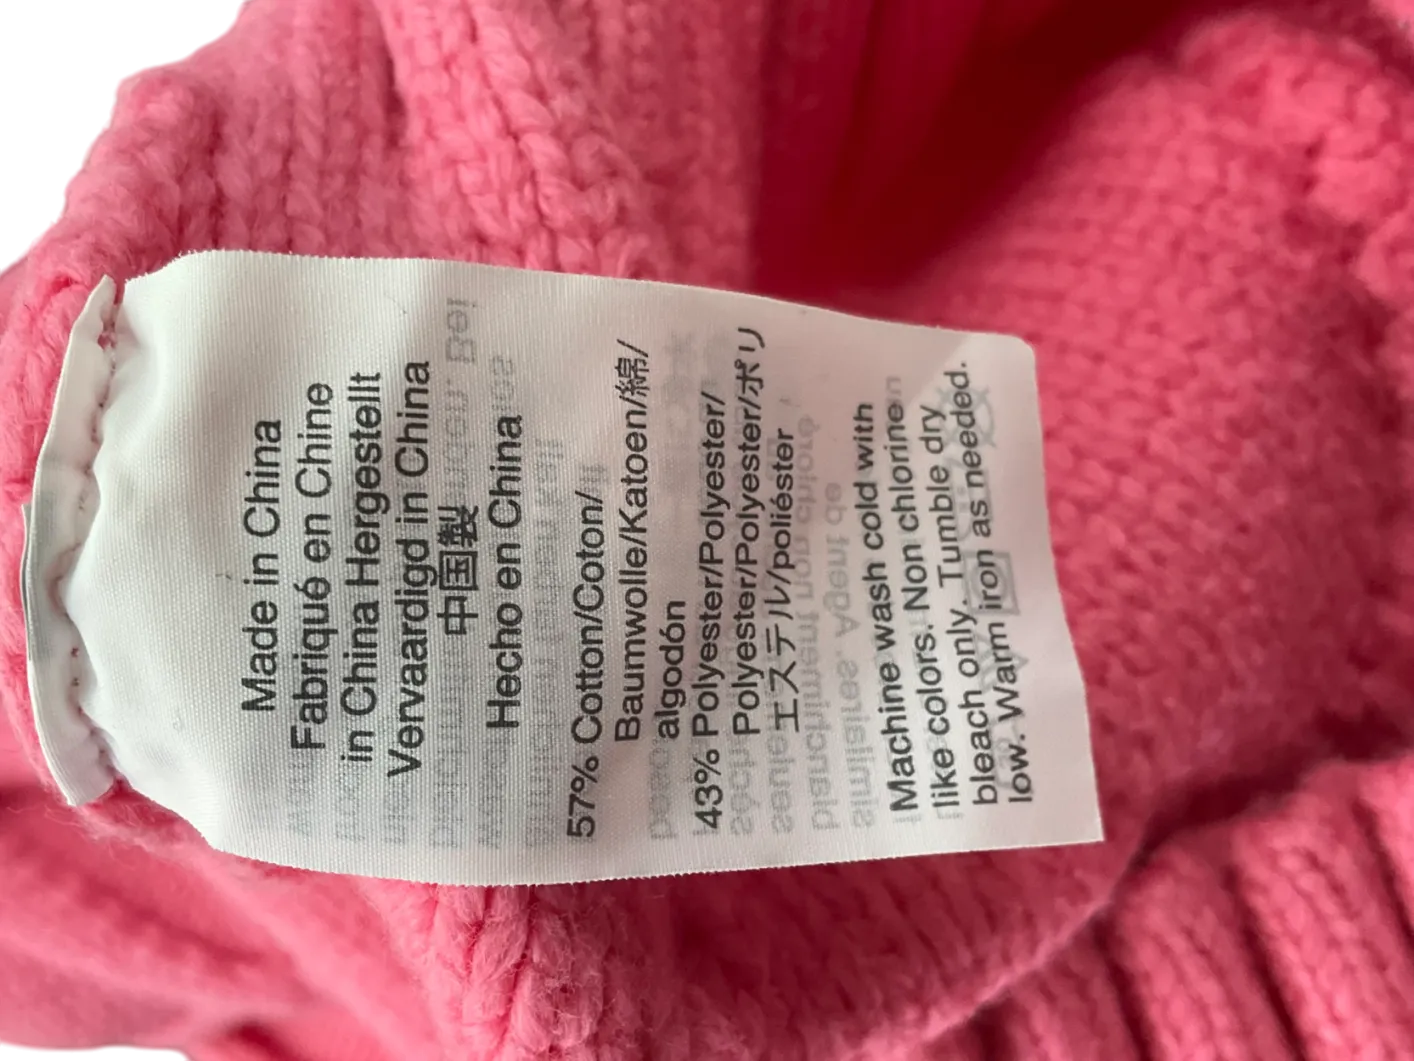 Made in China
Fabriqué en Chine
in China Hergestellt
Vervaardigd in China
中国製
Hecho en China
57% Cotton/Coton/
Baumwolle/Katoen/綿/
algodón
43% Polyester/Polyester/
Polyester/Polyester/ポリ
エステル/poliéster
Machine wash cold with
like colors. Non chlorine
bleach only. Tumble dry
low. Warm iron as needed.